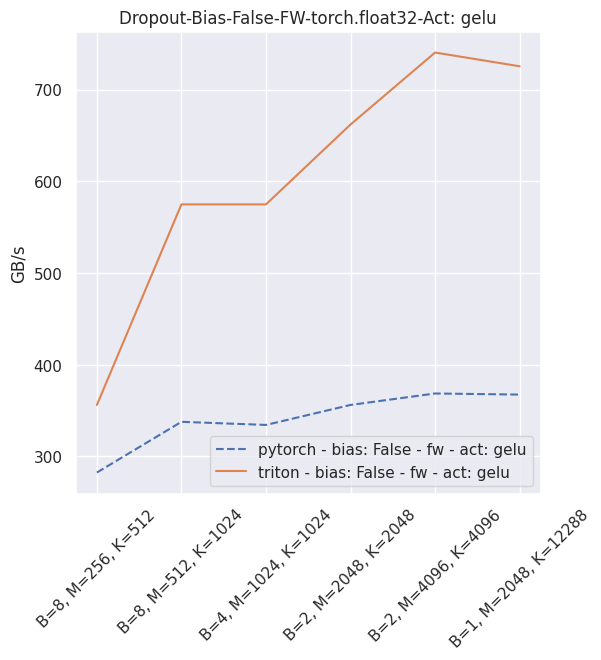 Dropout-Bias-False-FW-torch.float32-Act: gelu
GB/s
700
600
500
400
300
pytorch - bias: False - fw - act: gelu
triton - bias: False - fw - act: gelu
B=8, M=256, K=512
B=8, M=512, K=1024
B=4, M=1024, K=1024
B=2, M=2048, K=2048
B=2, M=4096, K=4096
B=1, M=2048, K=12288